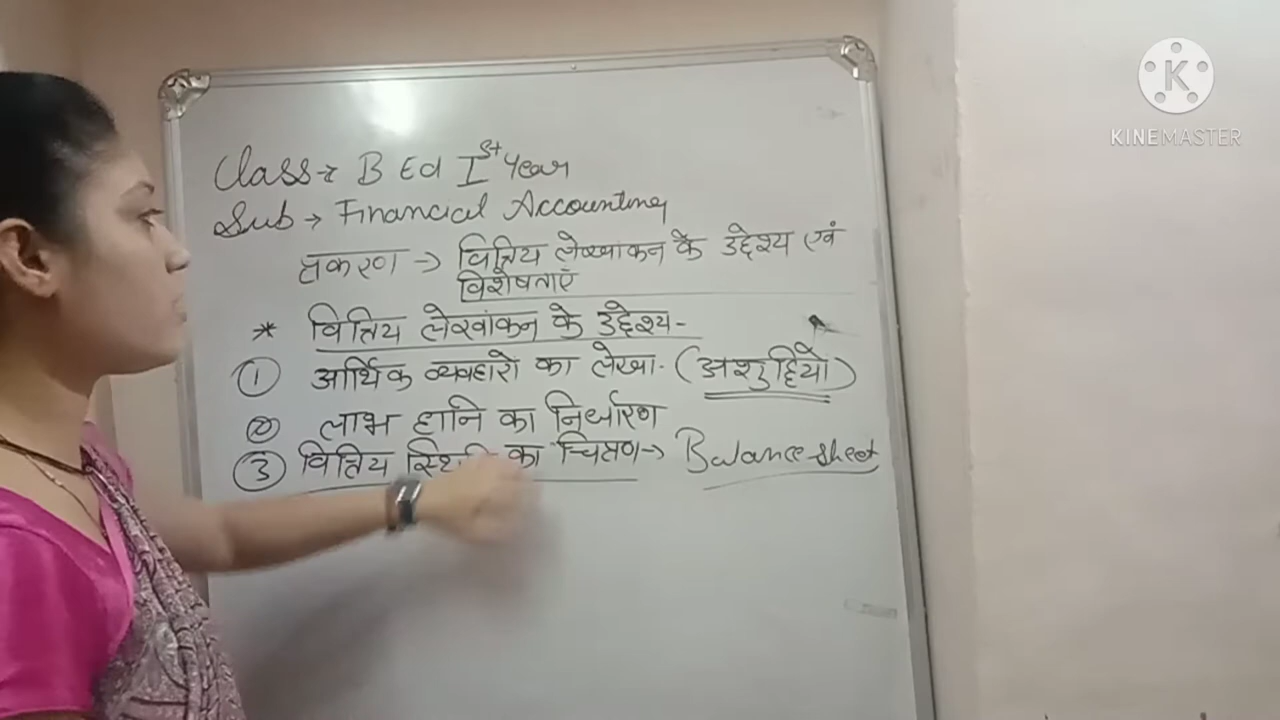 Class → B Ed Ist Year
Sub → Financial Accounting
प्रकरण → वित्तिय लेखाकन के उद्देश्य एवं
विशेषताएं
* वित्तिय लेखांकन के उद्देश्य-
① आर्थिक व्यवहारो का लेखा- (अशुद्दियो)
② लाभ हानि का निर्धारण
③ वित्तिय का चित्रण → Balance sheet
K
KINEMASTER